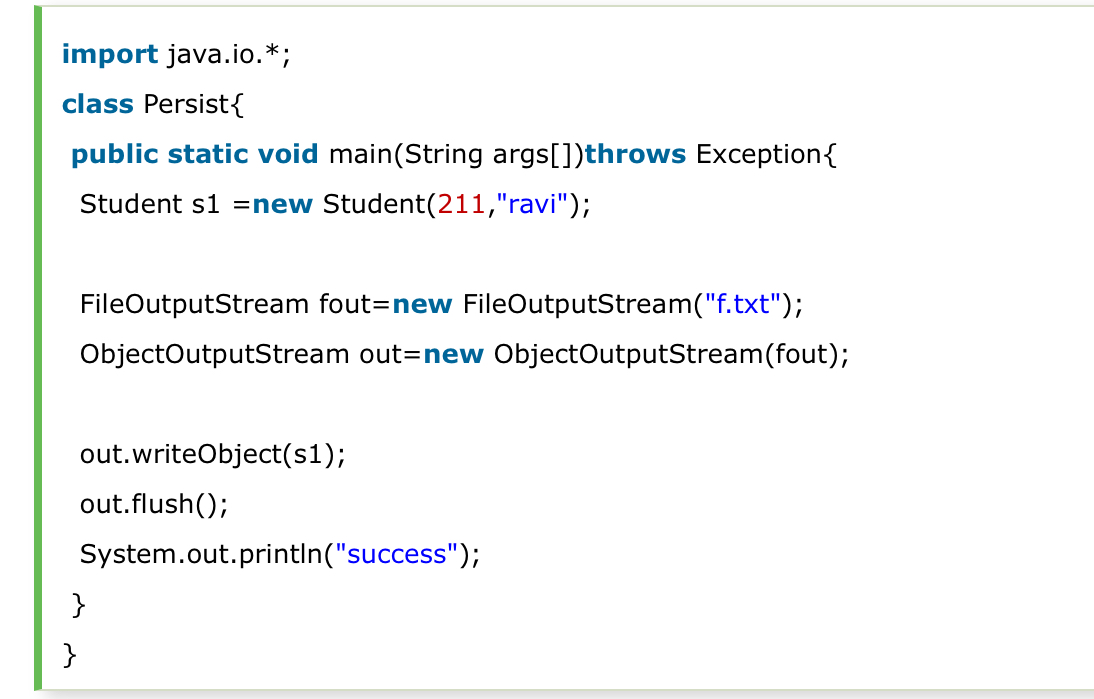 import java.io.*;
class Persist{
public static void main(String args[])throws Exception{
Student s1 =new Student(211,"ravi");
FileOutputStream fout=new FileOutputStream("f.txt");
ObjectOutputStream out=new ObjectOutputStream(fout);
out.writeObject(s1);
out.flush();
System.out.println("success");
}
}